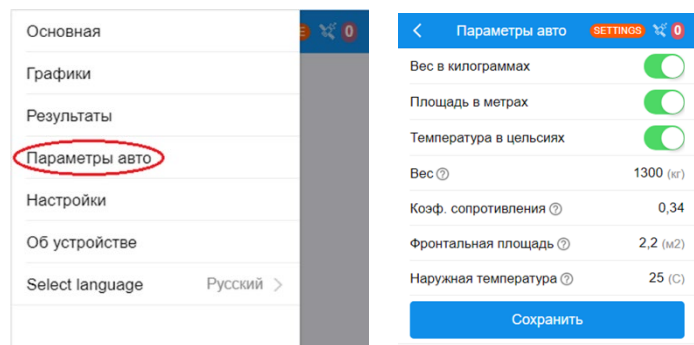 Основная
0
Графики
Результаты
Параметры авто
Настройки
Об устройстве
Select language Русский
Параметры авто SETTINGS 0
Вес в килограммах
Площадь в метрах
Температура в цельсиях
Вес ? 1300 (кг)
Коэф. сопротивления ? 0,34
Фронтальная площадь ? 2,2 (м2)
Наружная температура ? 25 (C)
Сохранить